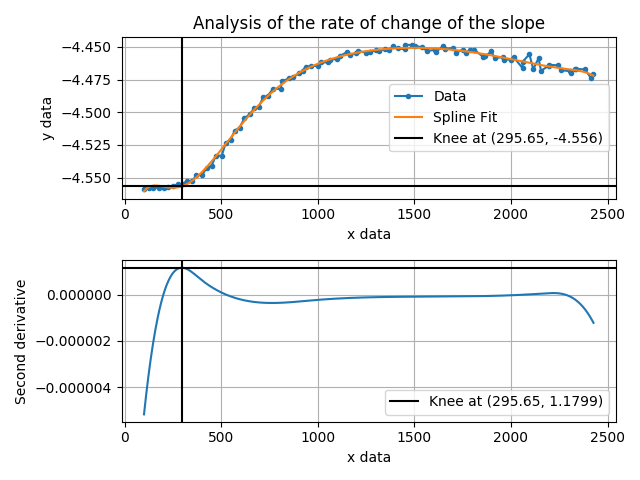 Analysis of the rate of change of the slope
−4.450
−4.475
−4.500
−4.525
−4.550
y data
Data
Spline Fit
Knee at (295.65, -4.556)
0 500 1000 1500 2000 2500
x data
0.000000
−0.000002
−0.000004
Second derivative
Knee at (295.65, 1.1799)
0 500 1000 1500 2000 2500
x data